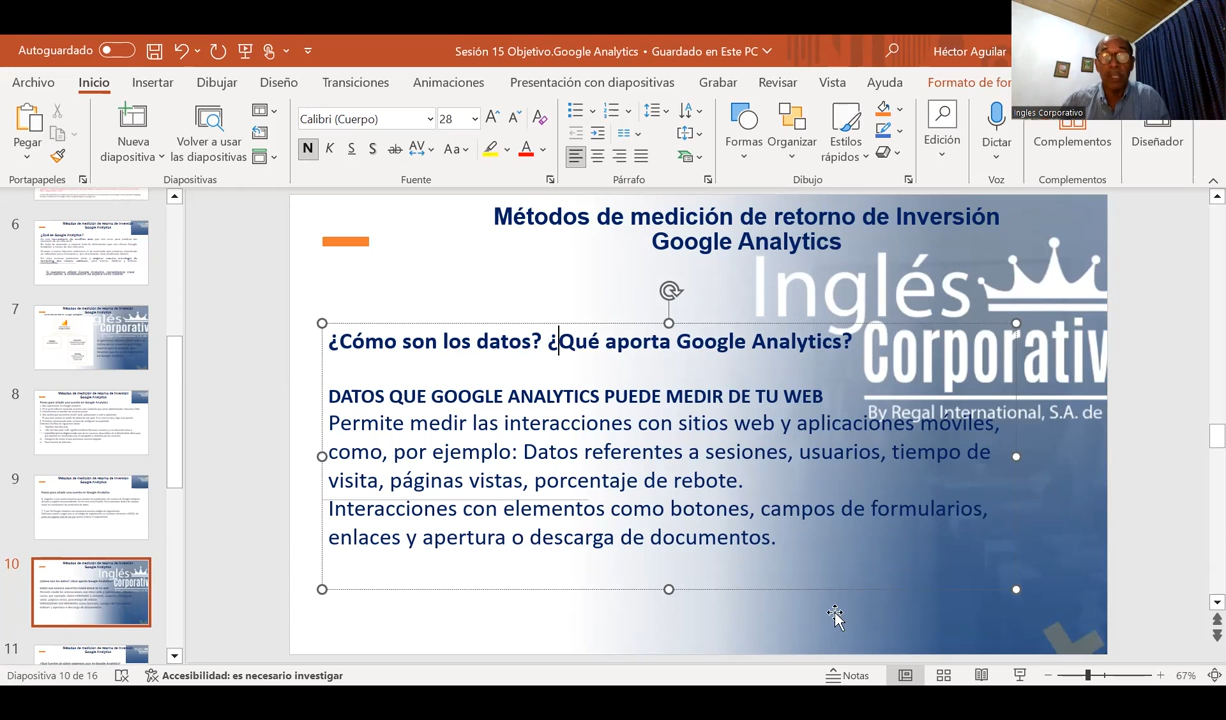 Autoguardado
Sesión 15 Objetivo.Google Analytics • Guardado en Este PC
Héctor Aguilar
Archivo Inicio Insertar Dibujar Diseño Transiciones Animaciones Presentación con diapositivas Grabar Revisar Vista Ayuda Formato de for
Ingles Corporativo
Calibri (Cuerpo) 28
Pegar
Nueva diapositiva
Volver a usar las diapositivas
N K S S ab AV Aa A
Formas Organizar Estilos rápidos
Edición
Dictar
Complementos
Diseñador
Portapapeles Diapositivas Fuente Párrafo Dibujo Voz Complementos
6
7
8
9
10
11
Métodos de medición de retorno de Inversión
Google Analytics
Inglés
Corporativ
By Regal International, S.A. de
¿Cómo son los datos? ¿Qué aporta Google Analytics?
DATOS QUE GOOGLE ANALYTICS PUEDE MEDIR DE TU WEB
Permite medir las interacciones con sitios web y aplicaciones móviles,
como, por ejemplo: Datos referentes a sesiones, usuarios, tiempo de
visita, páginas vistas, porcentaje de rebote.
Interacciones con elementos como botones, campos de formularios,
enlaces y apertura o descarga de documentos.
Diapositiva 10 de 16
Accesibilidad: es necesario investigar
Notas
67%